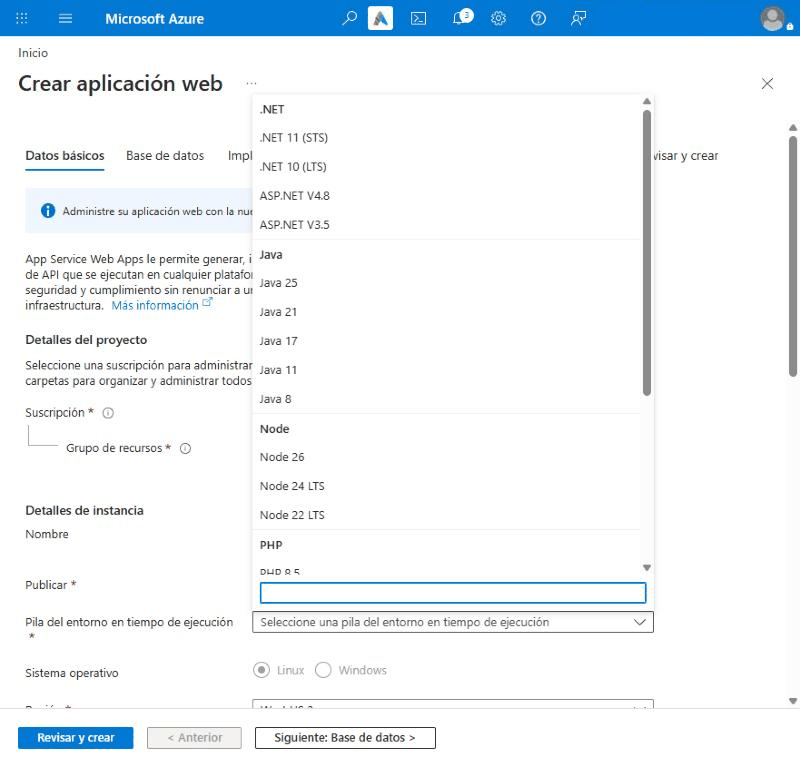 Microsoft Azure
3
Inicio
Crear aplicación web
...
Datos básicos
Base de datos
visar y crear
Administre su aplicación web con la
App Service Web Apps le permite generar,
de API que se ejecutan en cualquier
seguridad y cumplimiento sin renunciar a
infraestructura. Más información
Detalles del proyecto
Seleccione una suscripción para administrar
carpetas para organizar y administrar todos
Suscripción *
Grupo de recursos *
Detalles de instancia
Nombre
Publicar *
.NET
.NET 11 (STS)
.NET 10 (LTS)
ASP.NET V4.8
ASP.NET V3.5
Java
Java 25
Java 21
Java 17
Java 11
Java 8
Node
Node 26
Node 24 LTS
Node 22 LTS
PHP
PHP 8.5
Pila del entorno en tiempo de ejecución
*
Seleccione una pila del entorno en tiempo de ejecución
Sistema operativo
Linux
Windows
Revisar y crear
< Anterior
Siguiente: Base de datos >